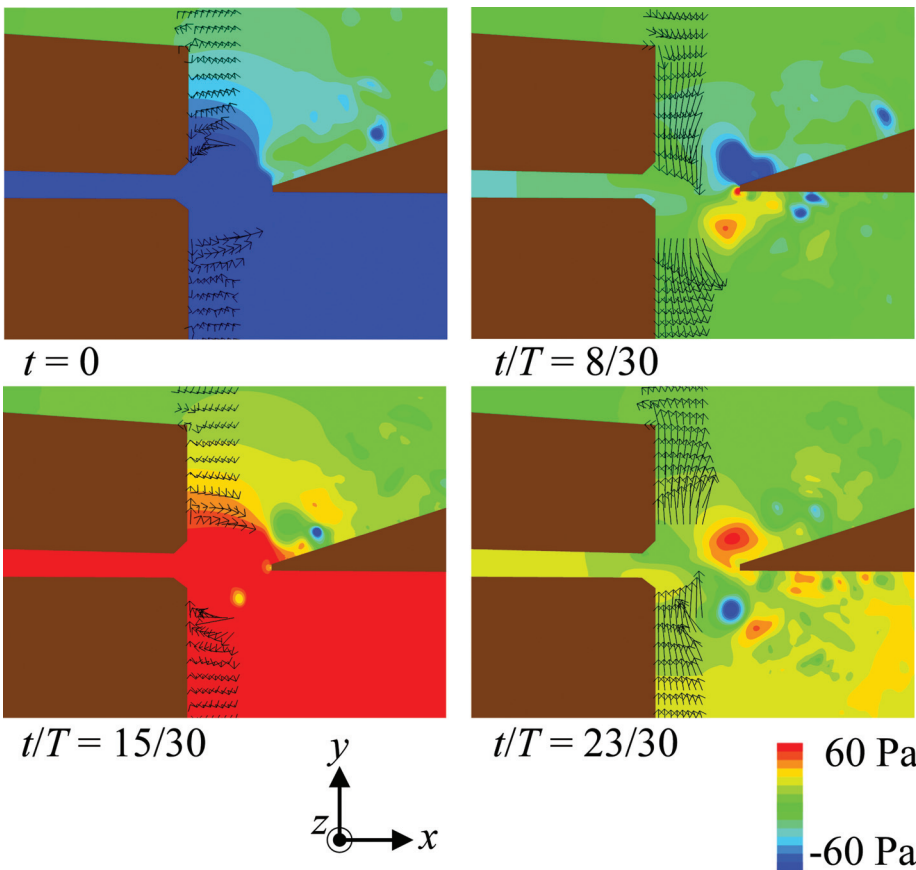 t = 0
t/T = 8/30
t/T = 15/30
t/T = 23/30
y
z
x
60 Pa
-60 Pa